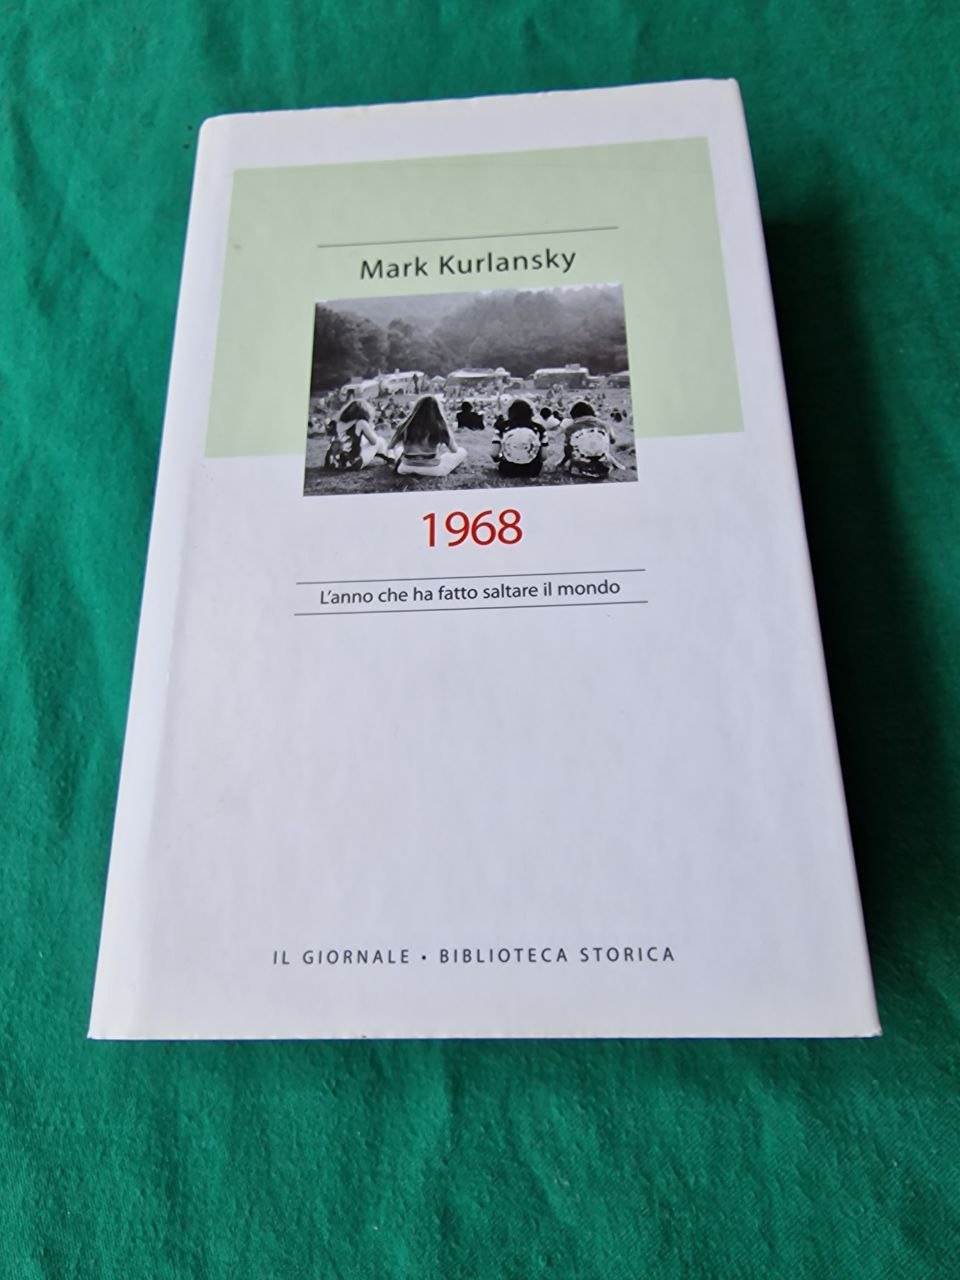 Mark Kurlansky
1968
L'anno che ha fatto saltare il mondo
IL GIORNALE • BIBLIOTECA STORICA